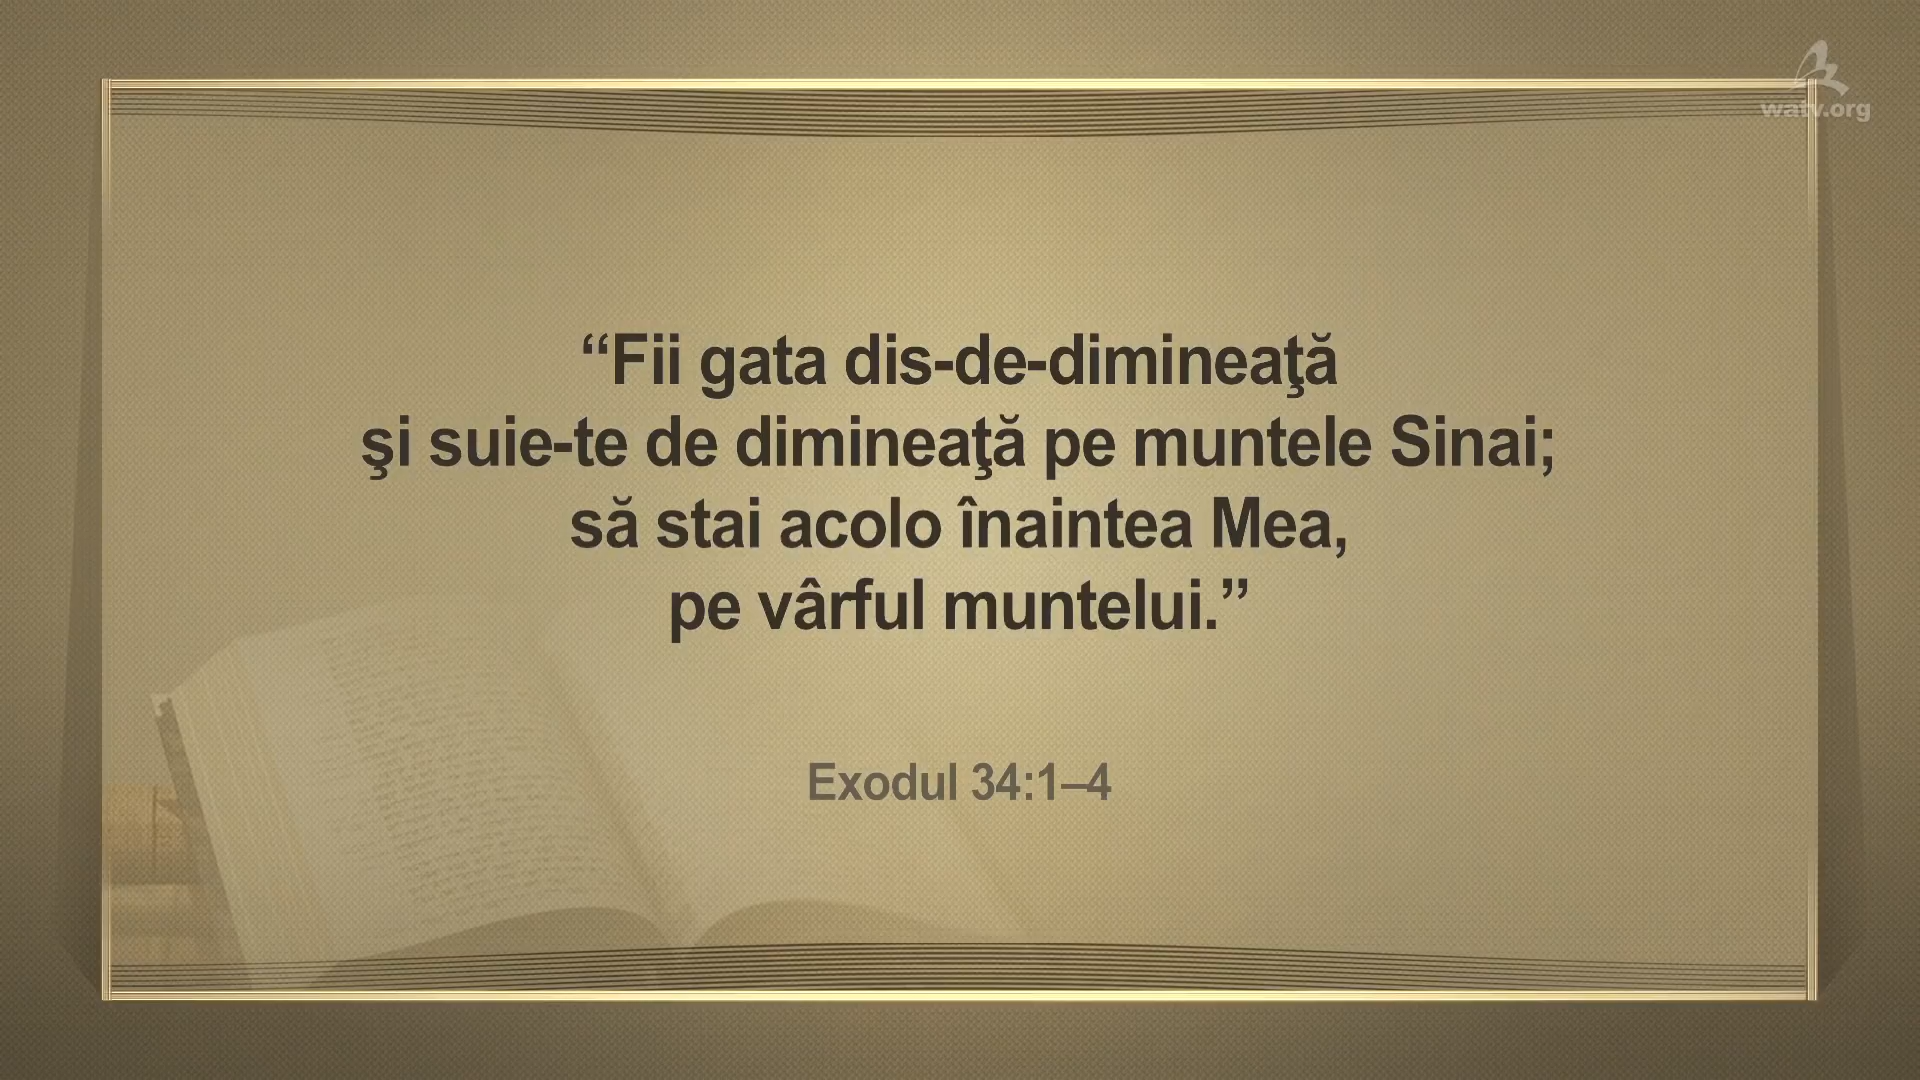 watv.org
“Fii gata dis-de-dimineaţă
şi suie-te de dimineaţă pe muntele Sinai;
să stai acolo înaintea Mea,
pe vârful muntelui.”
Exodul 34:1–4